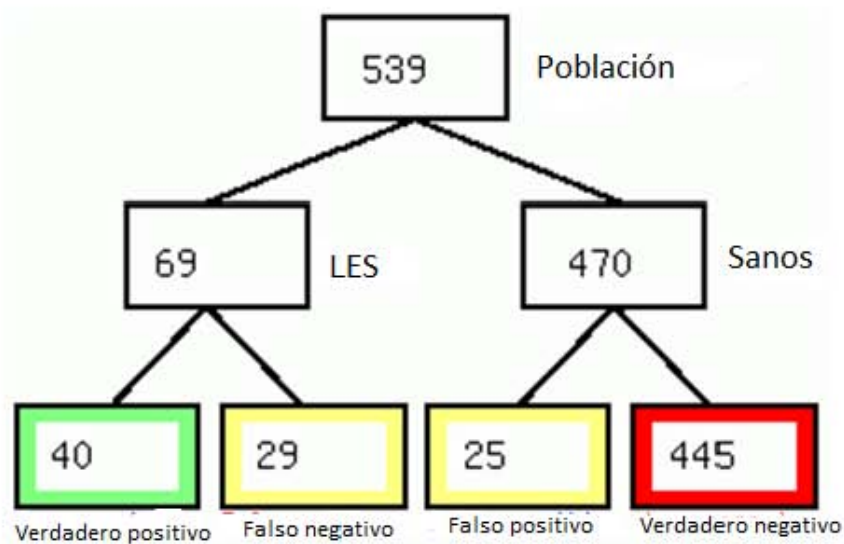 539 Población
69 LES 470 Sanos
40 29 25 445
Verdadero positivo Falso negativo Falso positivo Verdadero negativo